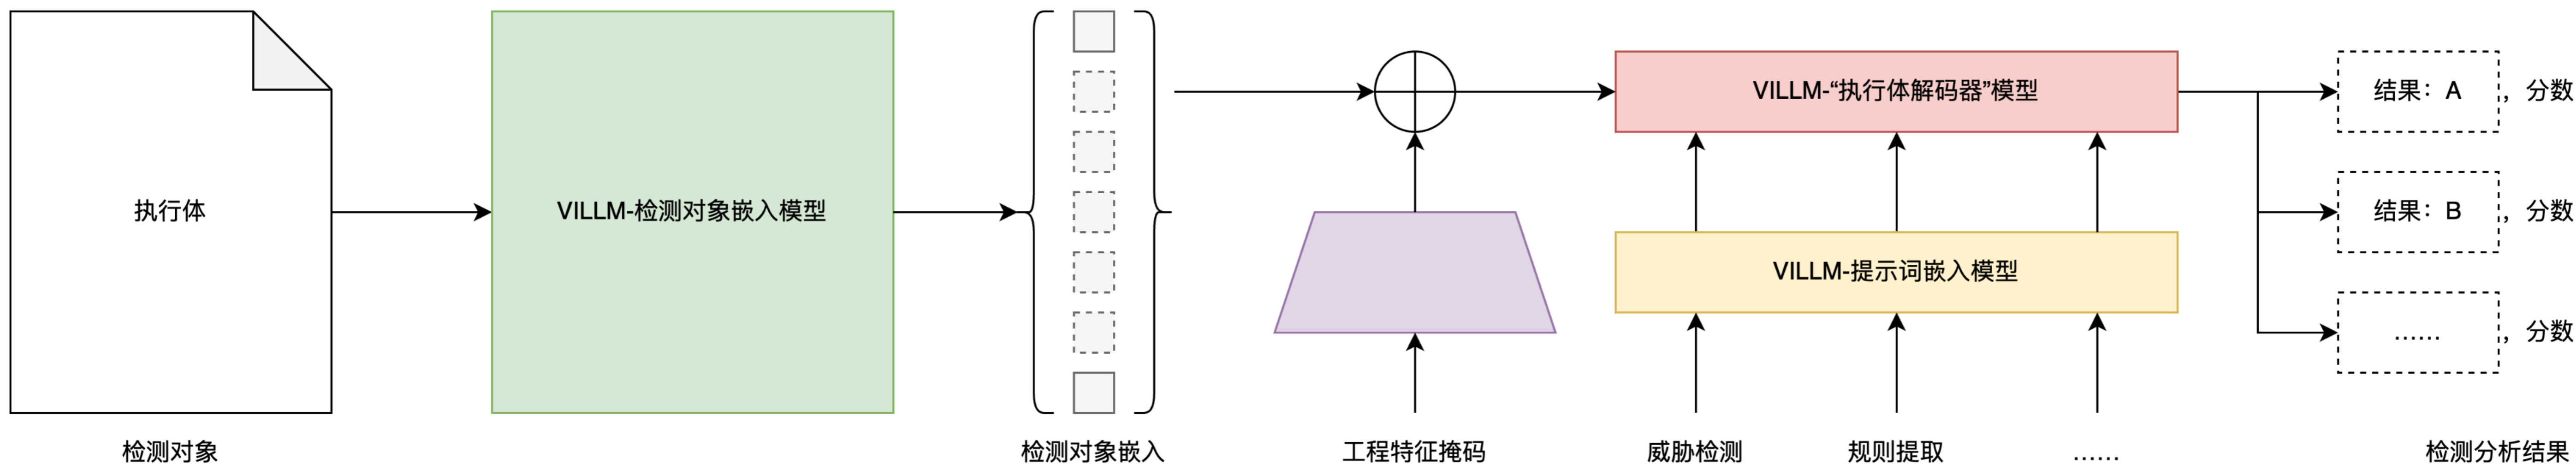 执行体
检测对象
VILLM-检测对象嵌入模型
检测对象嵌入
工程特征掩码
VILLM-“执行体解码器”模型
VILLM-提示词嵌入模型
威胁检测
规则提取
……
结果：A ，分数
结果：B ，分数
…… ，分数
检测分析结果